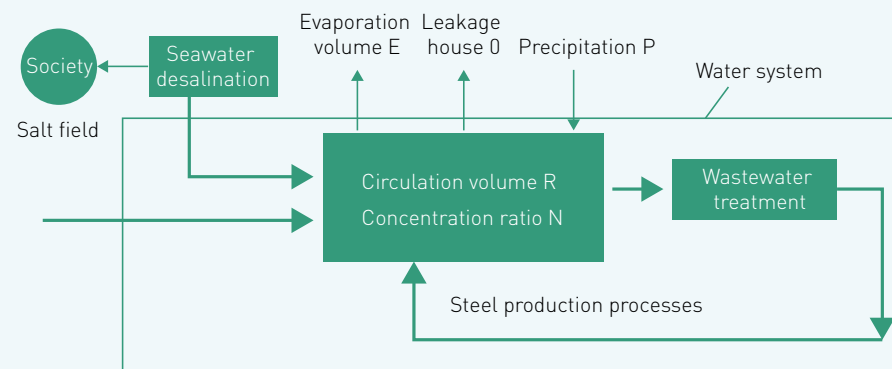 Evaporation
volume E
Leakage
house 0
Precipitation P
Society
Seawater
desalination
Water system
Salt field
Circulation volume R
Concentration ratio N
Wastewater
treatment
Steel production processes